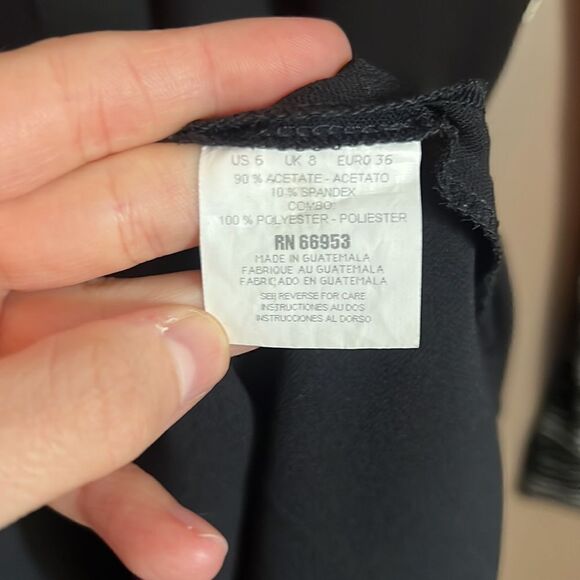 US 6 UK 8 EURO 36
90 % ACETATE - ACETATO
10 % SPANDEX
COMBO:
100 % POLYESTER - POLIESTER
RN 66953
MADE IN GUATEMALA
FABRIQUE AU GUATEMALA
FABRICADO EN GUATEMALA
SEE REVERSE FOR CARE
INSTRUCTIONES AU DOS
INSTRUCCIONES AL DORSO